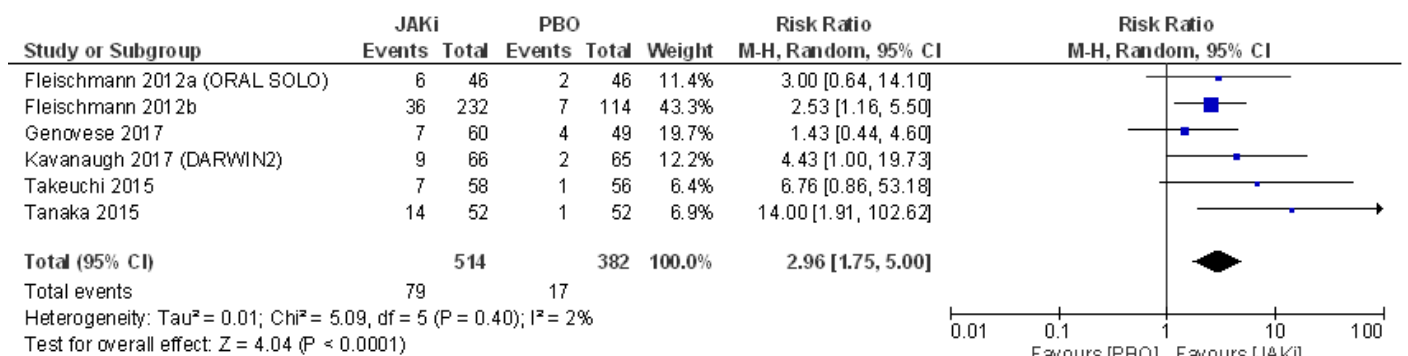 JAKi PBO Risk Ratio Risk Ratio
Study or Subgroup Events Total Events Total Weight M-H, Random, 95% CI M-H, Random, 95% CI
Fleischmann 2012a (ORAL SOLO) 6 46 2 46 11.4% 3.00 [0.64, 14.10]
Fleischmann 2012b 36 232 7 114 43.3% 2.53 [1.16, 5.50]
Genovese 2017 7 60 4 49 19.7% 1.43 [0.44, 4.60]
Kavanaugh 2017 (DARWIN2) 9 66 2 65 12.2% 4.43 [1.00, 19.73]
Takeuchi 2015 7 58 1 56 6.4% 6.76 [0.86, 53.18]
Tanaka 2015 14 52 1 52 6.9% 14.00 [1.91, 102.62]
Total (95% CI) 514 382 100.0% 2.96 [1.75, 5.00]
Total events 79 17
Heterogeneity: Tau² = 0.01; Chi² = 5.09, df = 5 (P = 0.40); I² = 2%
Test for overall effect: Z = 4.04 (P < 0.0001)
0.01 0.1 1 10 100
Favours [PBO] Favours [JAKi]